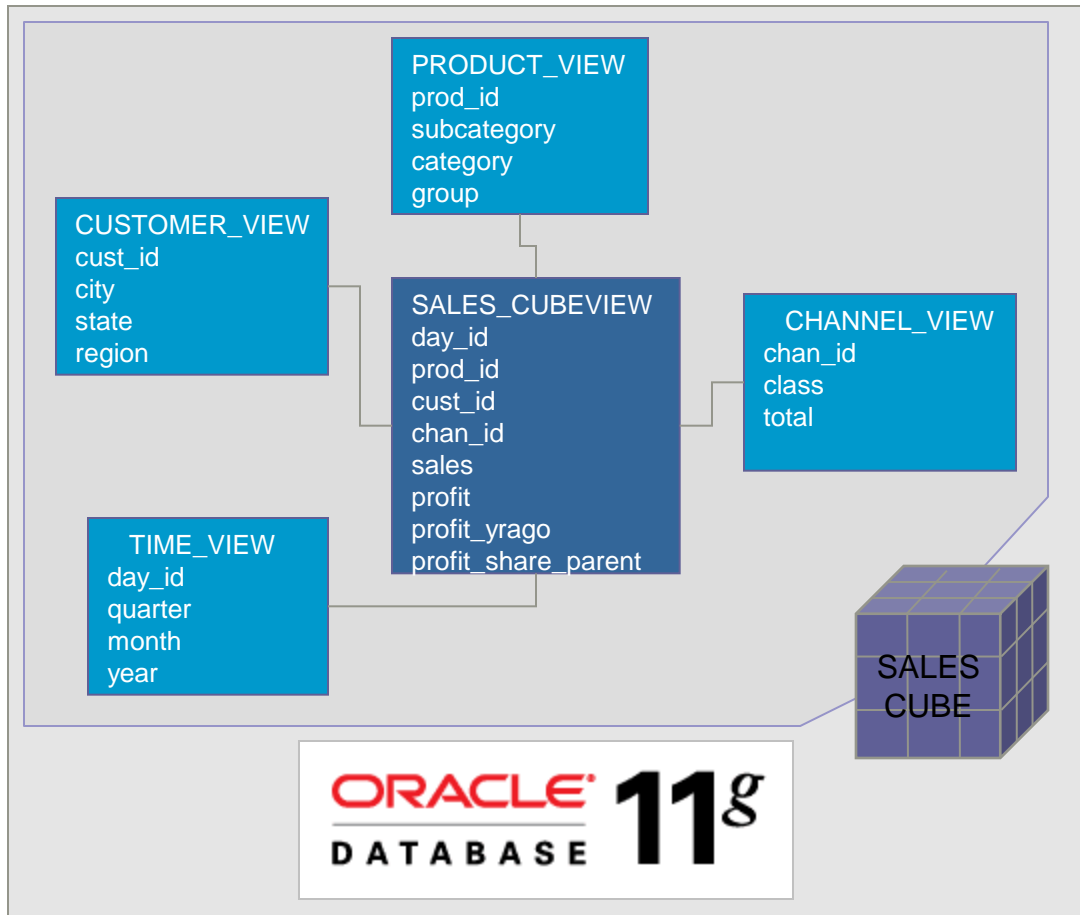 PRODUCT_VIEW
prod_id
subcategory
category
group
CUSTOMER_VIEW
cust_id
city
state
region
SALES_CUBEVIEW
day_id
prod_id
cust_id
chan_id
sales
profit
profit_yrago
profit_share_parent
CHANNEL_VIEW
chan_id
class
total
TIME_VIEW
day_id
quarter
month
year
SALES
CUBE
ORACLE®
DATABASE
11g